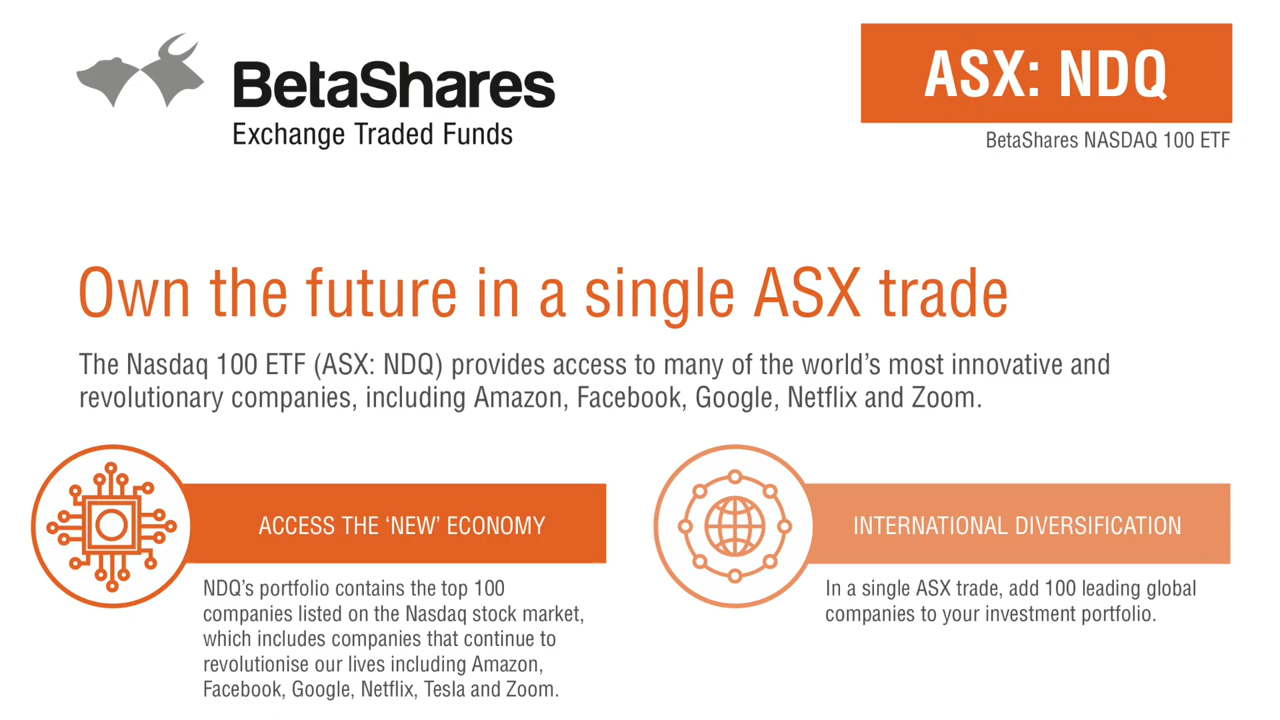 BetaShares
Exchange Traded Funds
ASX: NDQ
BetaShares NASDAQ 100 ETF
Own the future in a single ASX trade
The Nasdaq 100 ETF (ASX: NDQ) provides access to many of the world’s most innovative and
revolutionary companies, including Amazon, Facebook, Google, Netflix and Zoom.
ACCESS THE ‘NEW’ ECONOMY
NDQ’s portfolio contains the top 100
companies listed on the Nasdaq stock market,
which includes companies that continue to
revolutionise our lives including Amazon,
Facebook, Google, Netflix, Tesla and Zoom.
INTERNATIONAL DIVERSIFICATION
In a single ASX trade, add 100 leading global
companies to your investment portfolio.